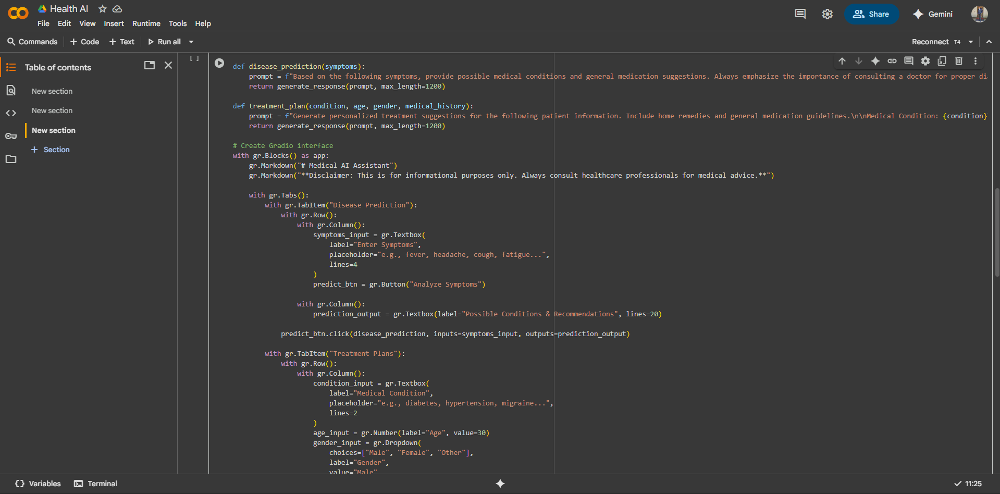 Health AI
File Edit View Insert Runtime Tools Help
Share
Gemini
Commands + Code + Text Run all
Reconnect T4
Table of contents
New section
New section
New section
+ Section
[ ]
def disease_prediction(symptoms):
    prompt = f"Based on the following symptoms, provide possible medical conditions and general medication suggestions. Always emphasize the importance of consulting a doctor for proper di
    return generate_response(prompt, max_length=1200)
def treatment_plan(condition, age, gender, medical_history):
    prompt = f"Generate personalized treatment suggestions for the following patient information. Include home remedies and general medication guidelines.\n\nMedical Condition: {condition}
    return generate_response(prompt, max_length=1200)
# Create Gradio interface
with gr.Blocks() as app:
    gr.Markdown("# Medical AI Assistant")
    gr.Markdown("**Disclaimer: This is for informational purposes only. Always consult healthcare professionals for medical advice.**")
    with gr.Tabs():
        with gr.TabItem("Disease Prediction"):
            with gr.Row():
                with gr.Column():
                    symptoms_input = gr.Textbox(
                        label="Enter Symptoms",
                        placeholder="e.g., fever, headache, cough, fatigue...",
                        lines=4
                    )
                    predict_btn = gr.Button("Analyze Symptoms")
                with gr.Column():
                    prediction_output = gr.Textbox(label="Possible Conditions & Recommendations", lines=20)
            predict_btn.click(disease_prediction, inputs=symptoms_input, outputs=prediction_output)
        with gr.TabItem("Treatment Plans"):
            with gr.Row():
                with gr.Column():
                    condition_input = gr.Textbox(
                        label="Medical Condition",
                        placeholder="e.g., diabetes, hypertension, migraine...",
                        lines=2
                    )
                    age_input = gr.Number(label="Age", value=30)
                    gender_input = gr.Dropdown(
                        choices=["Male", "Female", "Other"],
                        label="Gender",
                        value="Male"
Variables Terminal
11:25